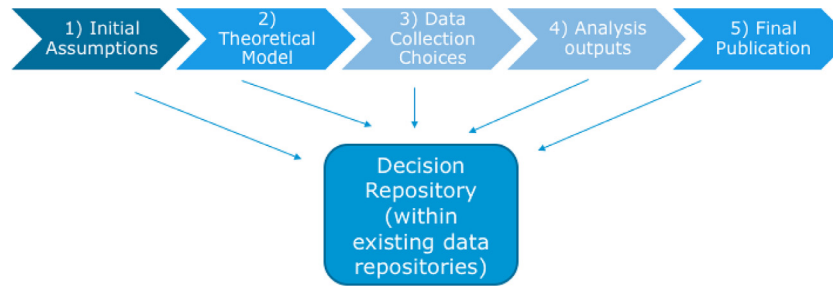 1) Initial
Assumptions
2)
Theoretical
Model
3) Data
Collection
Choices
4) Analysis
outputs
5) Final
Publication
Decision
Repository
(within
existing data
repositories)